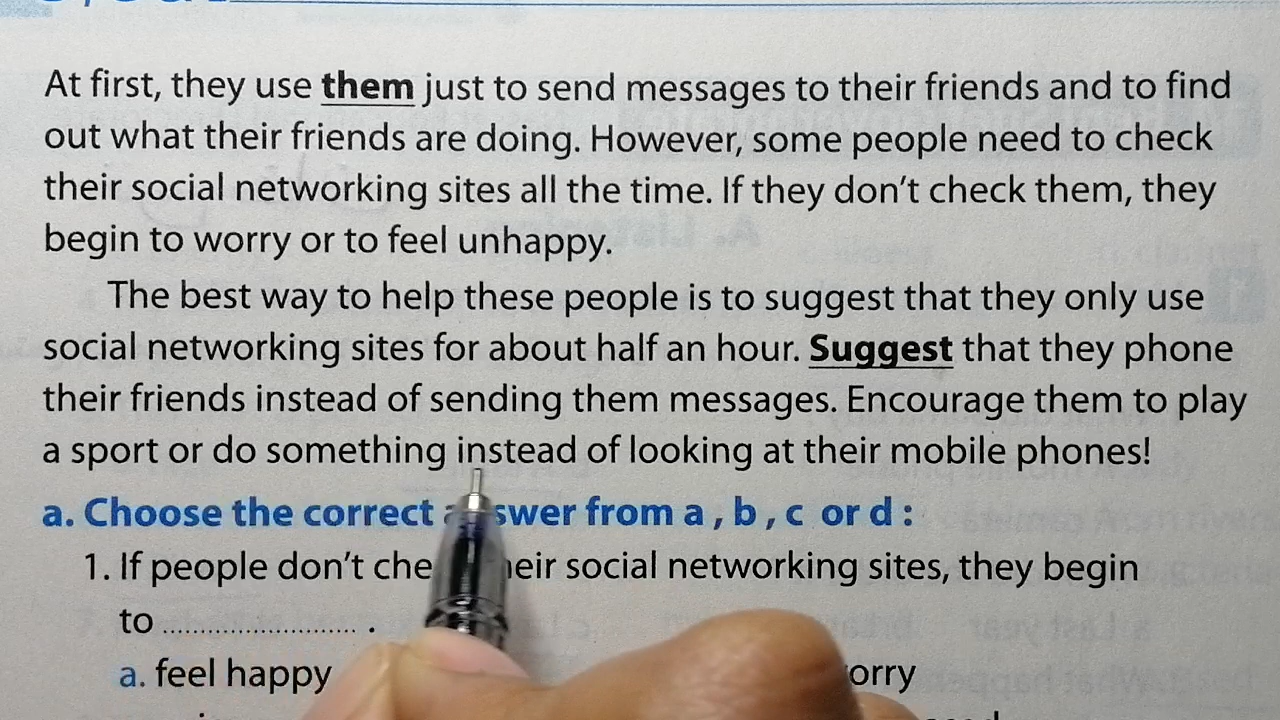 At first, they use them just to send messages to their friends and to find
out what their friends are doing. However, some people need to check
their social networking sites all the time. If they don't check them, they
begin to worry or to feel unhappy.
The best way to help these people is to suggest that they only use
social networking sites for about half an hour. Suggest that they phone
their friends instead of sending them messages. Encourage them to play
a sport or do something instead of looking at their mobile phones!
a. Choose the correct answer from a , b , c or d :
1. If people don't check their social networking sites, they begin
to .......................... .
a. feel happy